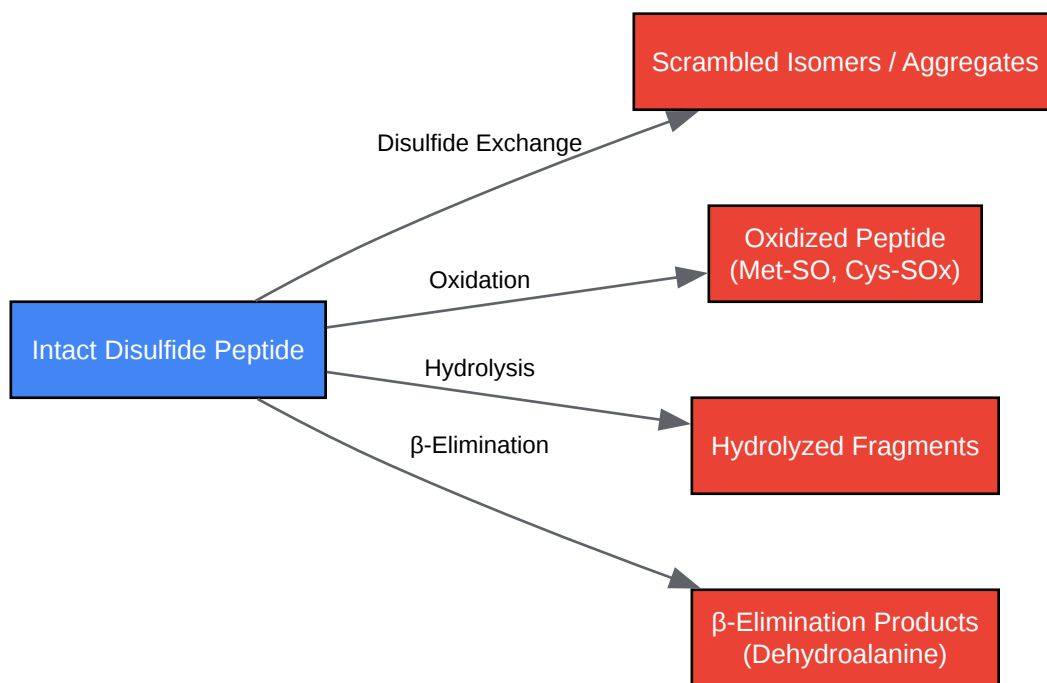 Scrambled Isomers / Aggregates
Disulfide Exchange
Oxidized Peptide
(Met-SO, Cys-SOx)
Oxidation
Intact Disulfide Peptide
Hydrolysis
Hydrolyzed Fragments
β-Elimination
β-Elimination Products
(Dehydroalanine)